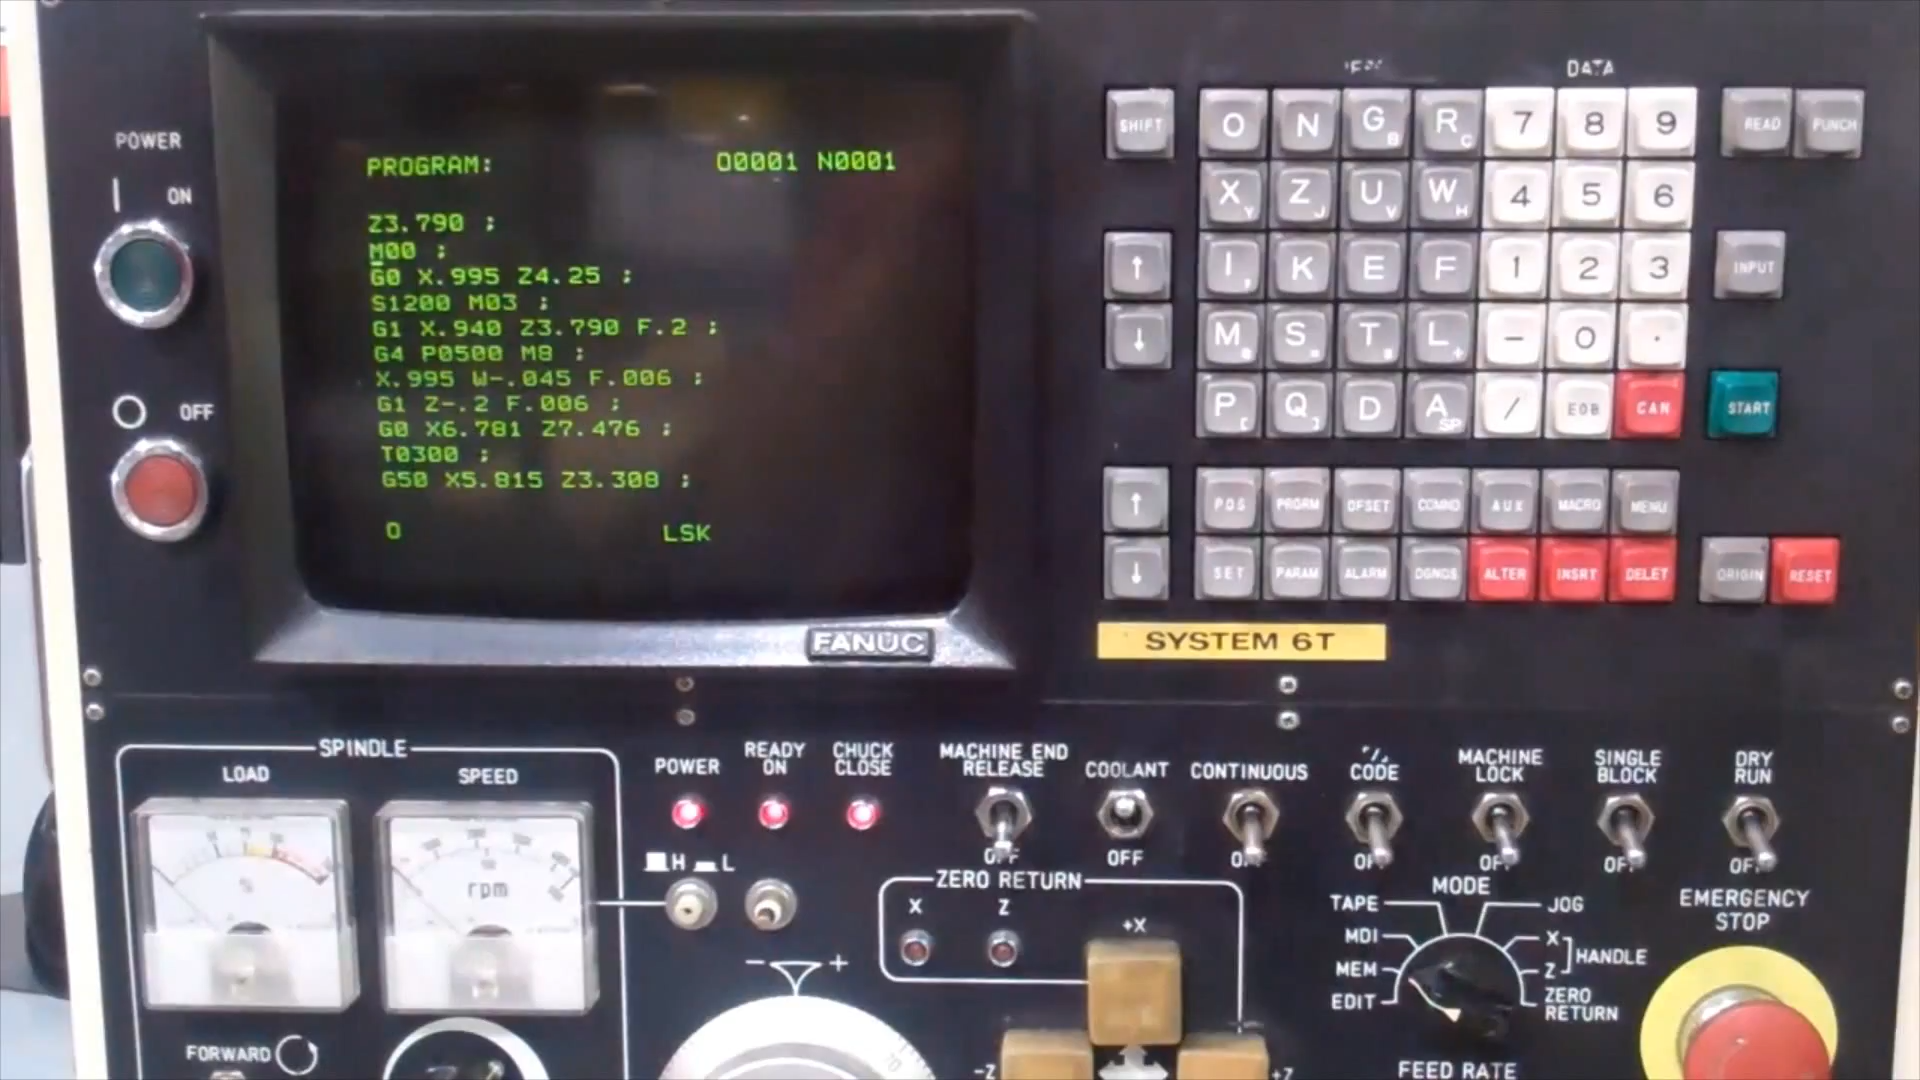 PROGRAM: O0001 N0001
Z3.790 ;
M00 ;
G0 X.995 Z4.25 ;
S1200 M03 ;
G1 X.940 Z3.790 F.2 ;
G4 P0500 M8 ;
X.995 W-.045 F.006 ;
G1 Z-.2 F.006 ;
G0 X6.781 Z7.476 ;
T0300 ;
G50 X5.815 Z3.308 ;
O LSK
FANUC
POWER
ON
OFF
DATA
SHIFT O N G B R C 7 8 9 READ PUNCH
X Y Z J U V W H 4 5 6
↑ I , K E F 1 2 3 INPUT
↓ M S T L + - 0 .
P [ Q ] D A SP / EOB CAN START
↑ POS PRGRM OFSET COMND AUX MACRO MENU
↓ SET PARAM ALARM DGNOS ALTER INSRT DELET ORIGIN RESET
SYSTEM 6T
SPINDLE
LOAD SPEED
%
rpm
POWER
READY ON
CHUCK CLOSE
MACHINE END RELEASE
OFF
COOLANT
OFF
CONTINUOUS
CODE
MACHINE LOCK
SINGLE BLOCK
DRY RUN
H L
ZERO RETURN
X Z
+X
-Z +Z
- +
MODE
TAPE JOG
MDI X
HANDLE
MEM Z
EDIT ZERO RETURN
EMERGENCY STOP
FORWARD
FEED RATE